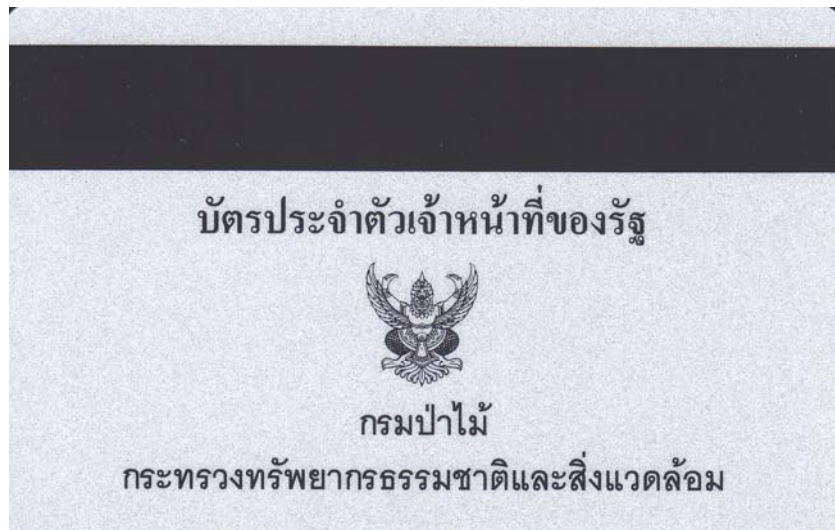 บัตรประจำตัวเจ้าหน้าที่ของรัฐ
กรมป่าไม้
กระทรวงทรัพยากรธรรมชาติและสิ่งแวดล้อม